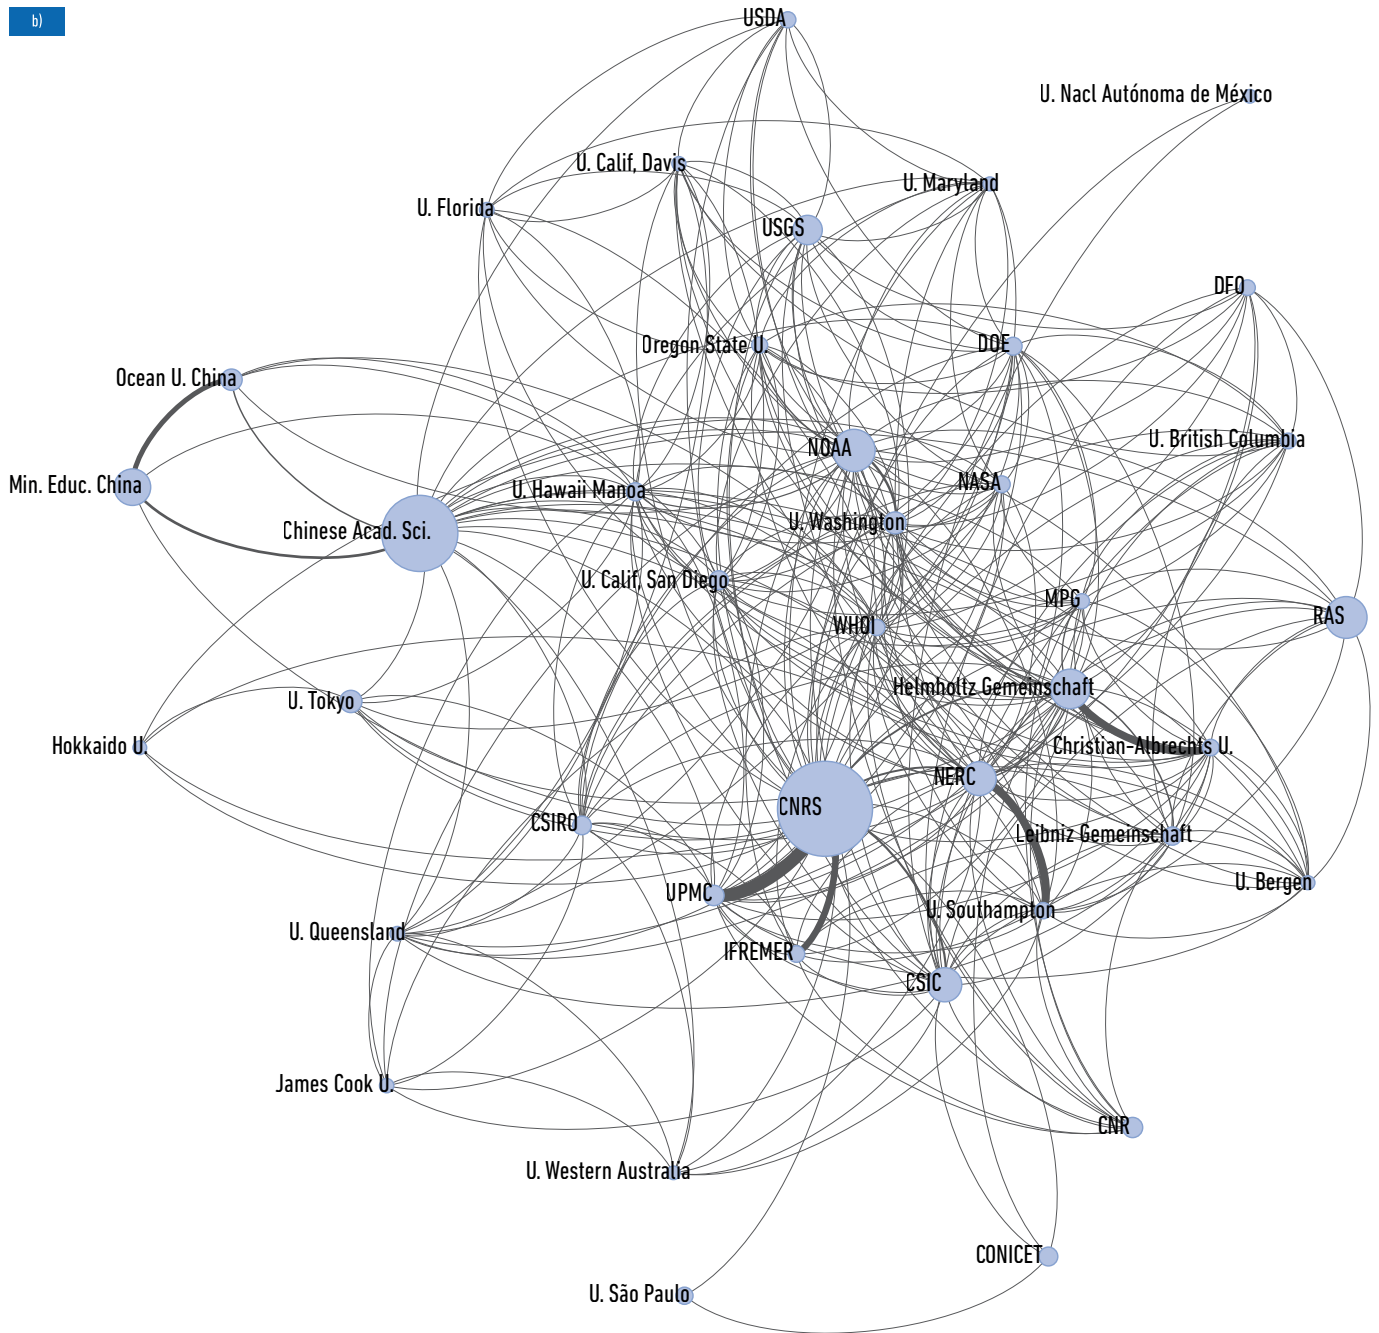 b)
USDA
U. Nacl Autónoma de México
U. Calif, Davis
U. Maryland
U. Florida
USGS
DFO
Oregon State U.
DOE
Ocean U. China
U. British Columbia
NOAA
Min. Educ. China
U. Hawaii Manoa
NASA
Chinese Acad. Sci.
U. Washington
U. Calif, San Diego
MPG
WHOI
RAS
Helmholtz Gemeinschaft
U. Tokyo
Hokkaido U.
Christian-Albrechts U.
NERC
CNRS
CSIRO
Leibniz Gemeinschaft
U. Bergen
UPMC
U. Southampton
U. Queensland
IFREMER
CSIC
James Cook U.
CNR
U. Western Australia
CONICET
U. São Paulo